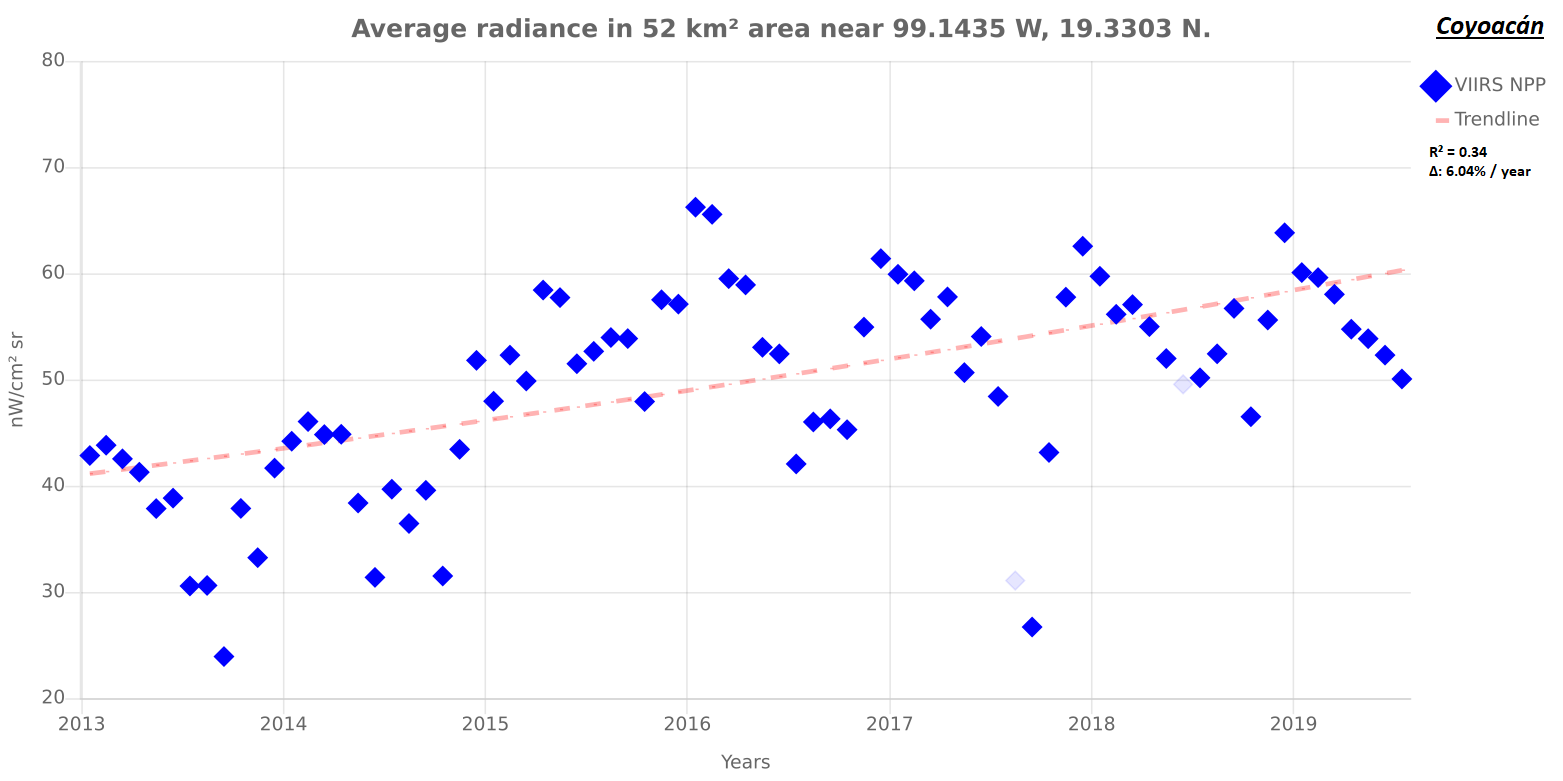 Average radiance in 52 km² area near 99.1435 W, 19.3303 N.
Coyoacán
VIIRS NPP
Trendline
R² = 0.34
Δ: 6.04% / year
80
70
60
50
40
30
20
nW/cm² sr
2013 2014 2015 2016 2017 2018 2019
Years